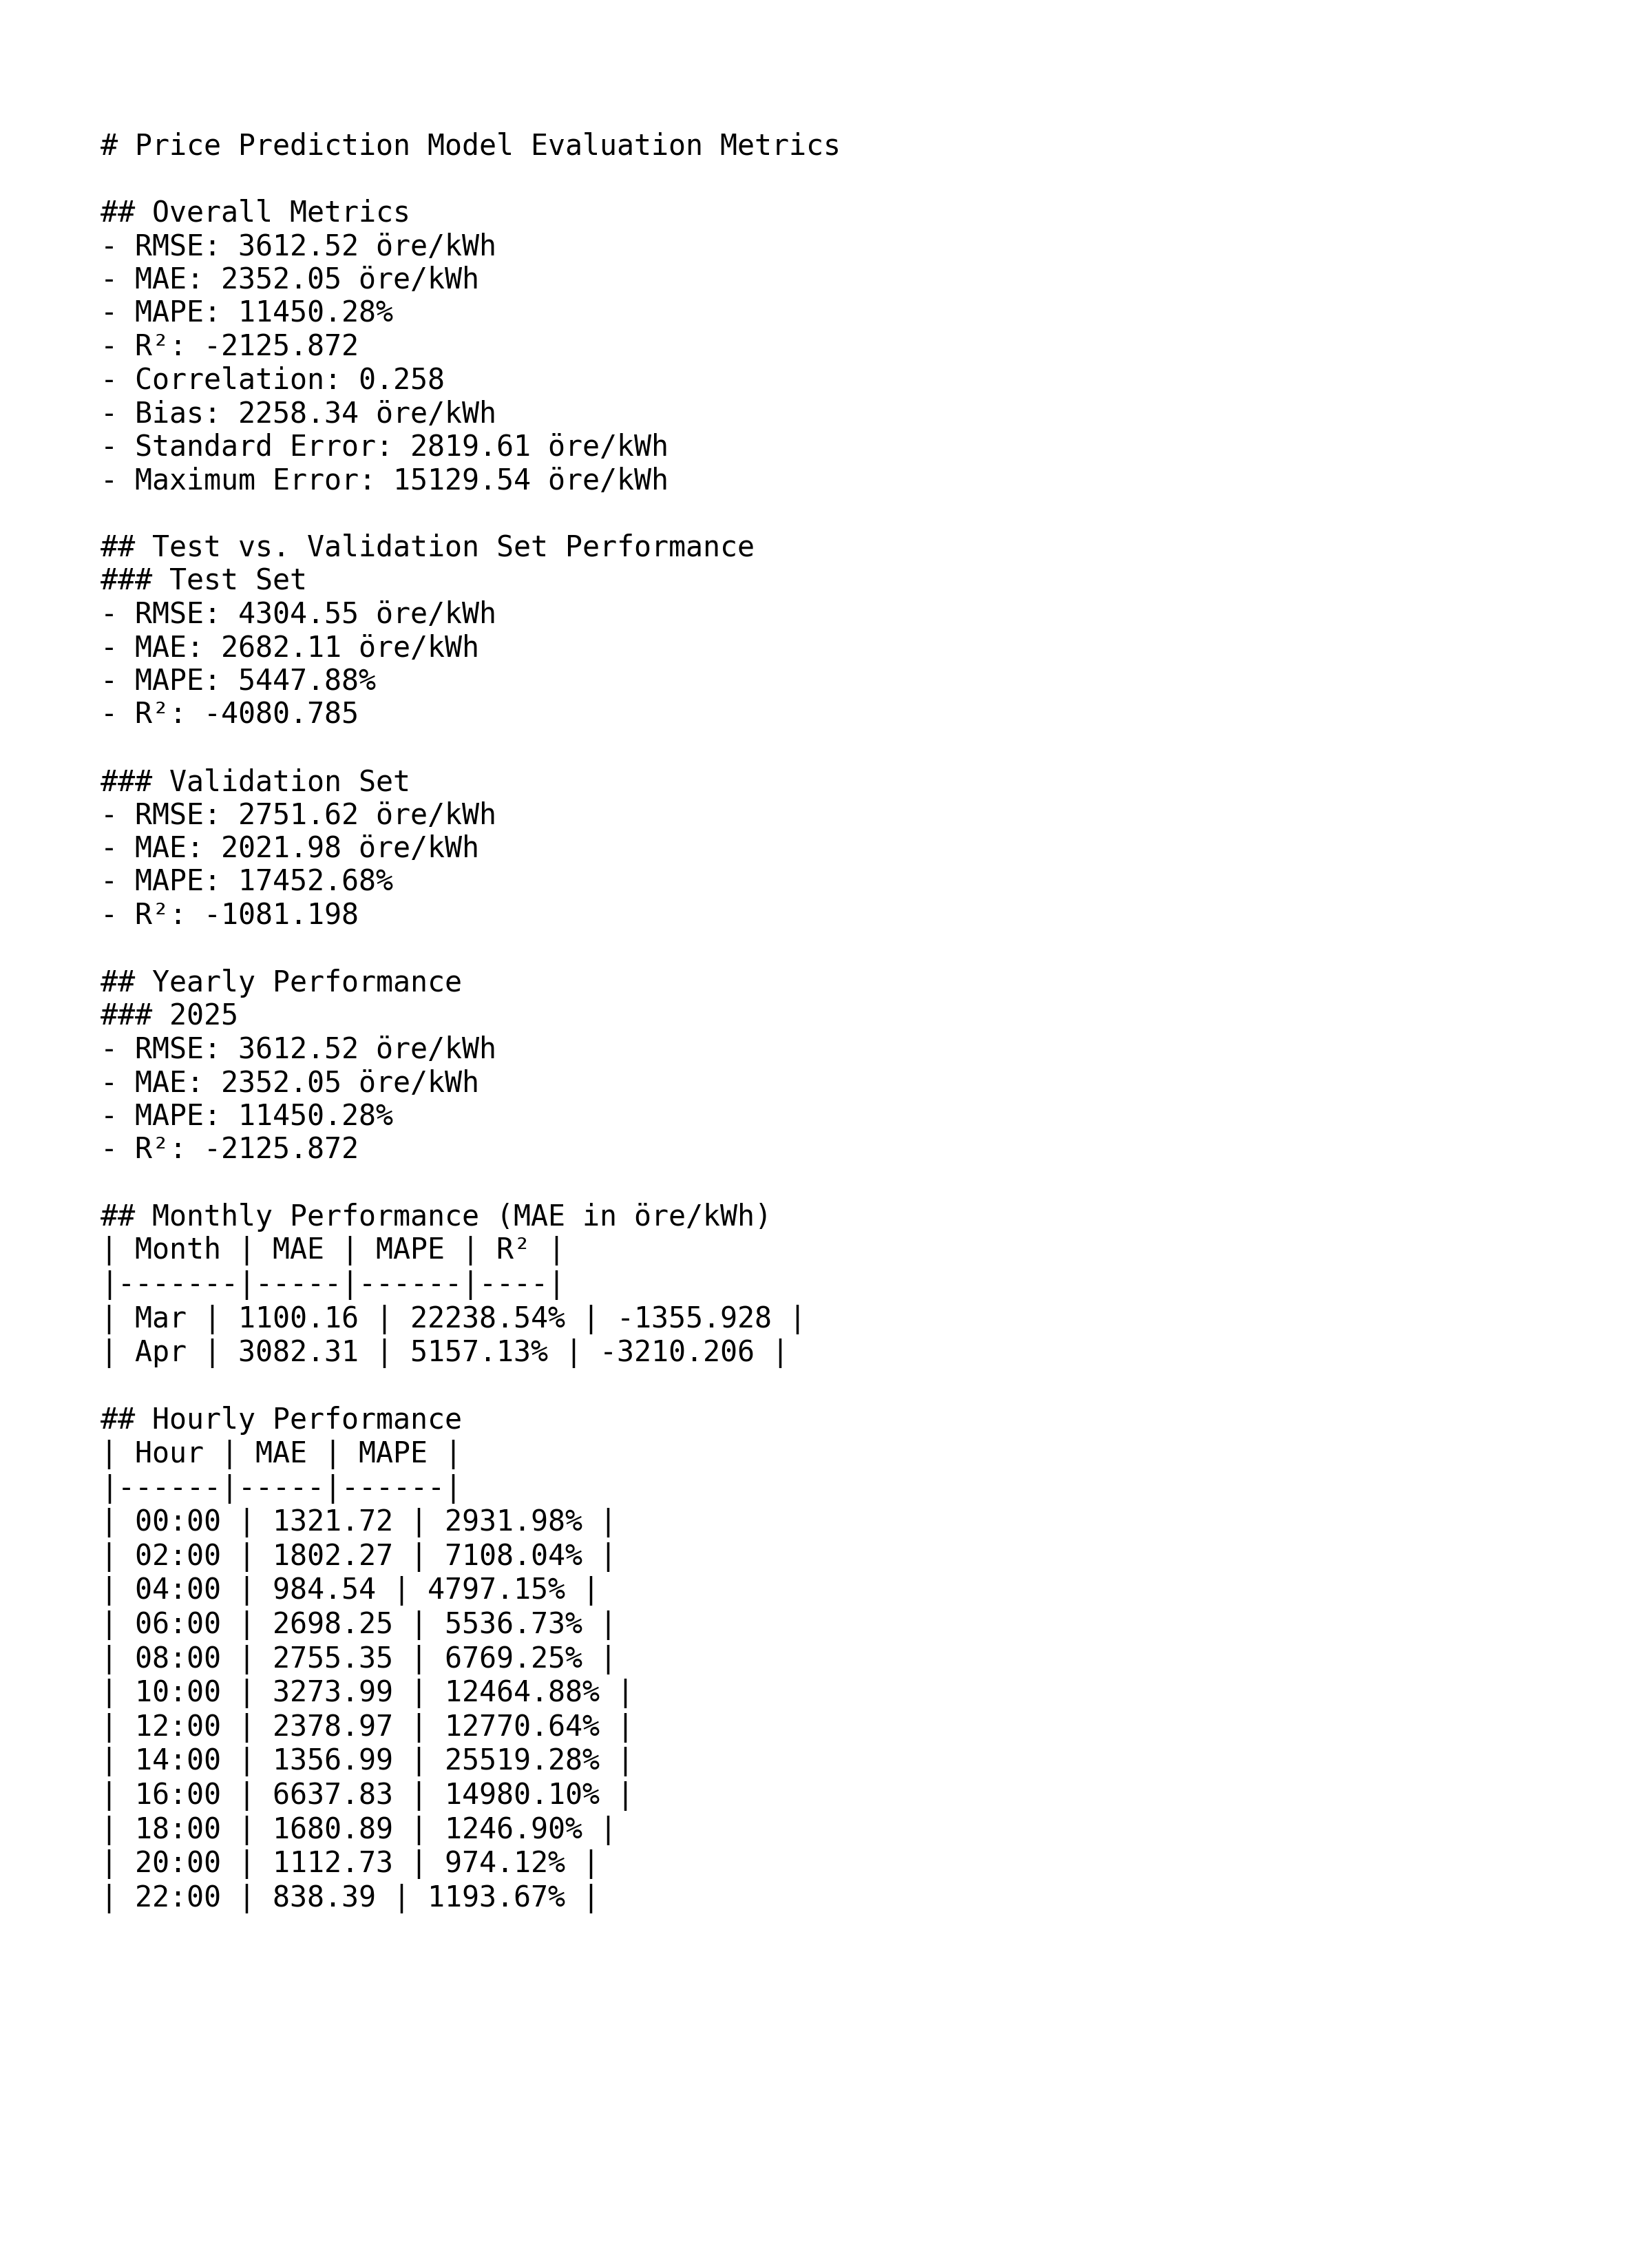 # Price Prediction Model Evaluation Metrics
## Overall Metrics
- RMSE: 3612.52 öre/kWh
- MAE: 2352.05 öre/kWh
- MAPE: 11450.28%
- R²: -2125.872
- Correlation: 0.258
- Bias: 2258.34 öre/kWh
- Standard Error: 2819.61 öre/kWh
- Maximum Error: 15129.54 öre/kWh
## Test vs. Validation Set Performance
### Test Set
- RMSE: 4304.55 öre/kWh
- MAE: 2682.11 öre/kWh
- MAPE: 5447.88%
- R²: -4080.785
### Validation Set
- RMSE: 2751.62 öre/kWh
- MAE: 2021.98 öre/kWh
- MAPE: 17452.68%
- R²: -1081.198
## Yearly Performance
### 2025
- RMSE: 3612.52 öre/kWh
- MAE: 2352.05 öre/kWh
- MAPE: 11450.28%
- R²: -2125.872
## Monthly Performance (MAE in öre/kWh)
| Month | MAE | MAPE | R² |
|-------|-----|------|----|
| Mar | 1100.16 | 22238.54% | -1355.928 |
| Apr | 3082.31 | 5157.13% | -3210.206 |
## Hourly Performance
| Hour | MAE | MAPE |
|------|-----|------|
| 00:00 | 1321.72 | 2931.98% |
| 02:00 | 1802.27 | 7108.04% |
| 04:00 | 984.54 | 4797.15% |
| 06:00 | 2698.25 | 5536.73% |
| 08:00 | 2755.35 | 6769.25% |
| 10:00 | 3273.99 | 12464.88% |
| 12:00 | 2378.97 | 12770.64% |
| 14:00 | 1356.99 | 25519.28% |
| 16:00 | 6637.83 | 14980.10% |
| 18:00 | 1680.89 | 1246.90% |
| 20:00 | 1112.73 | 974.12% |
| 22:00 | 838.39 | 1193.67% |